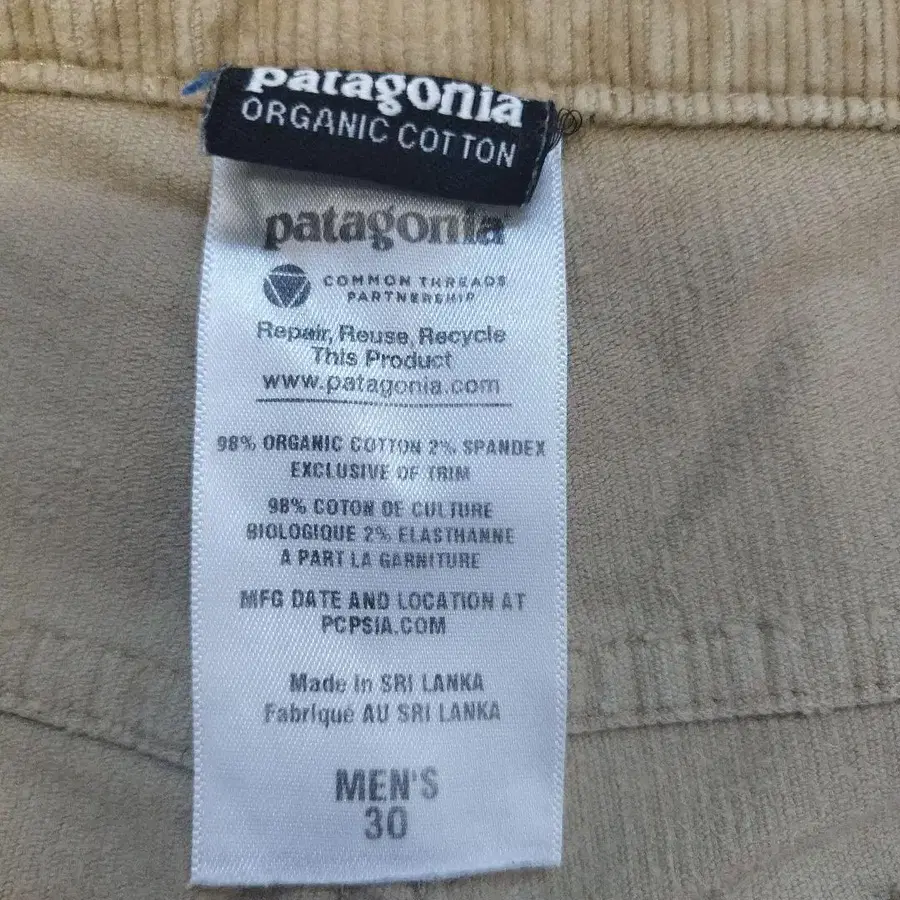 patagonia
ORGANIC COTTON
patagonia
COMMON THREADS
PARTNERSHIP
Repair, Reuse, Recycle
This Product
www.patagonia.com
98% ORGANIC COTTON 2% SPANDEX
EXCLUSIVE OF TRIM
98% COTON DE CULTURE
BIOLOGIQUE 2% ELASTHANNE
A PART LA GARNITURE
MFG DATE AND LOCATION AT
PCPSIA.COM
Made in SRI LANKA
Fabriqué AU SRI LANKA
MEN'S
30